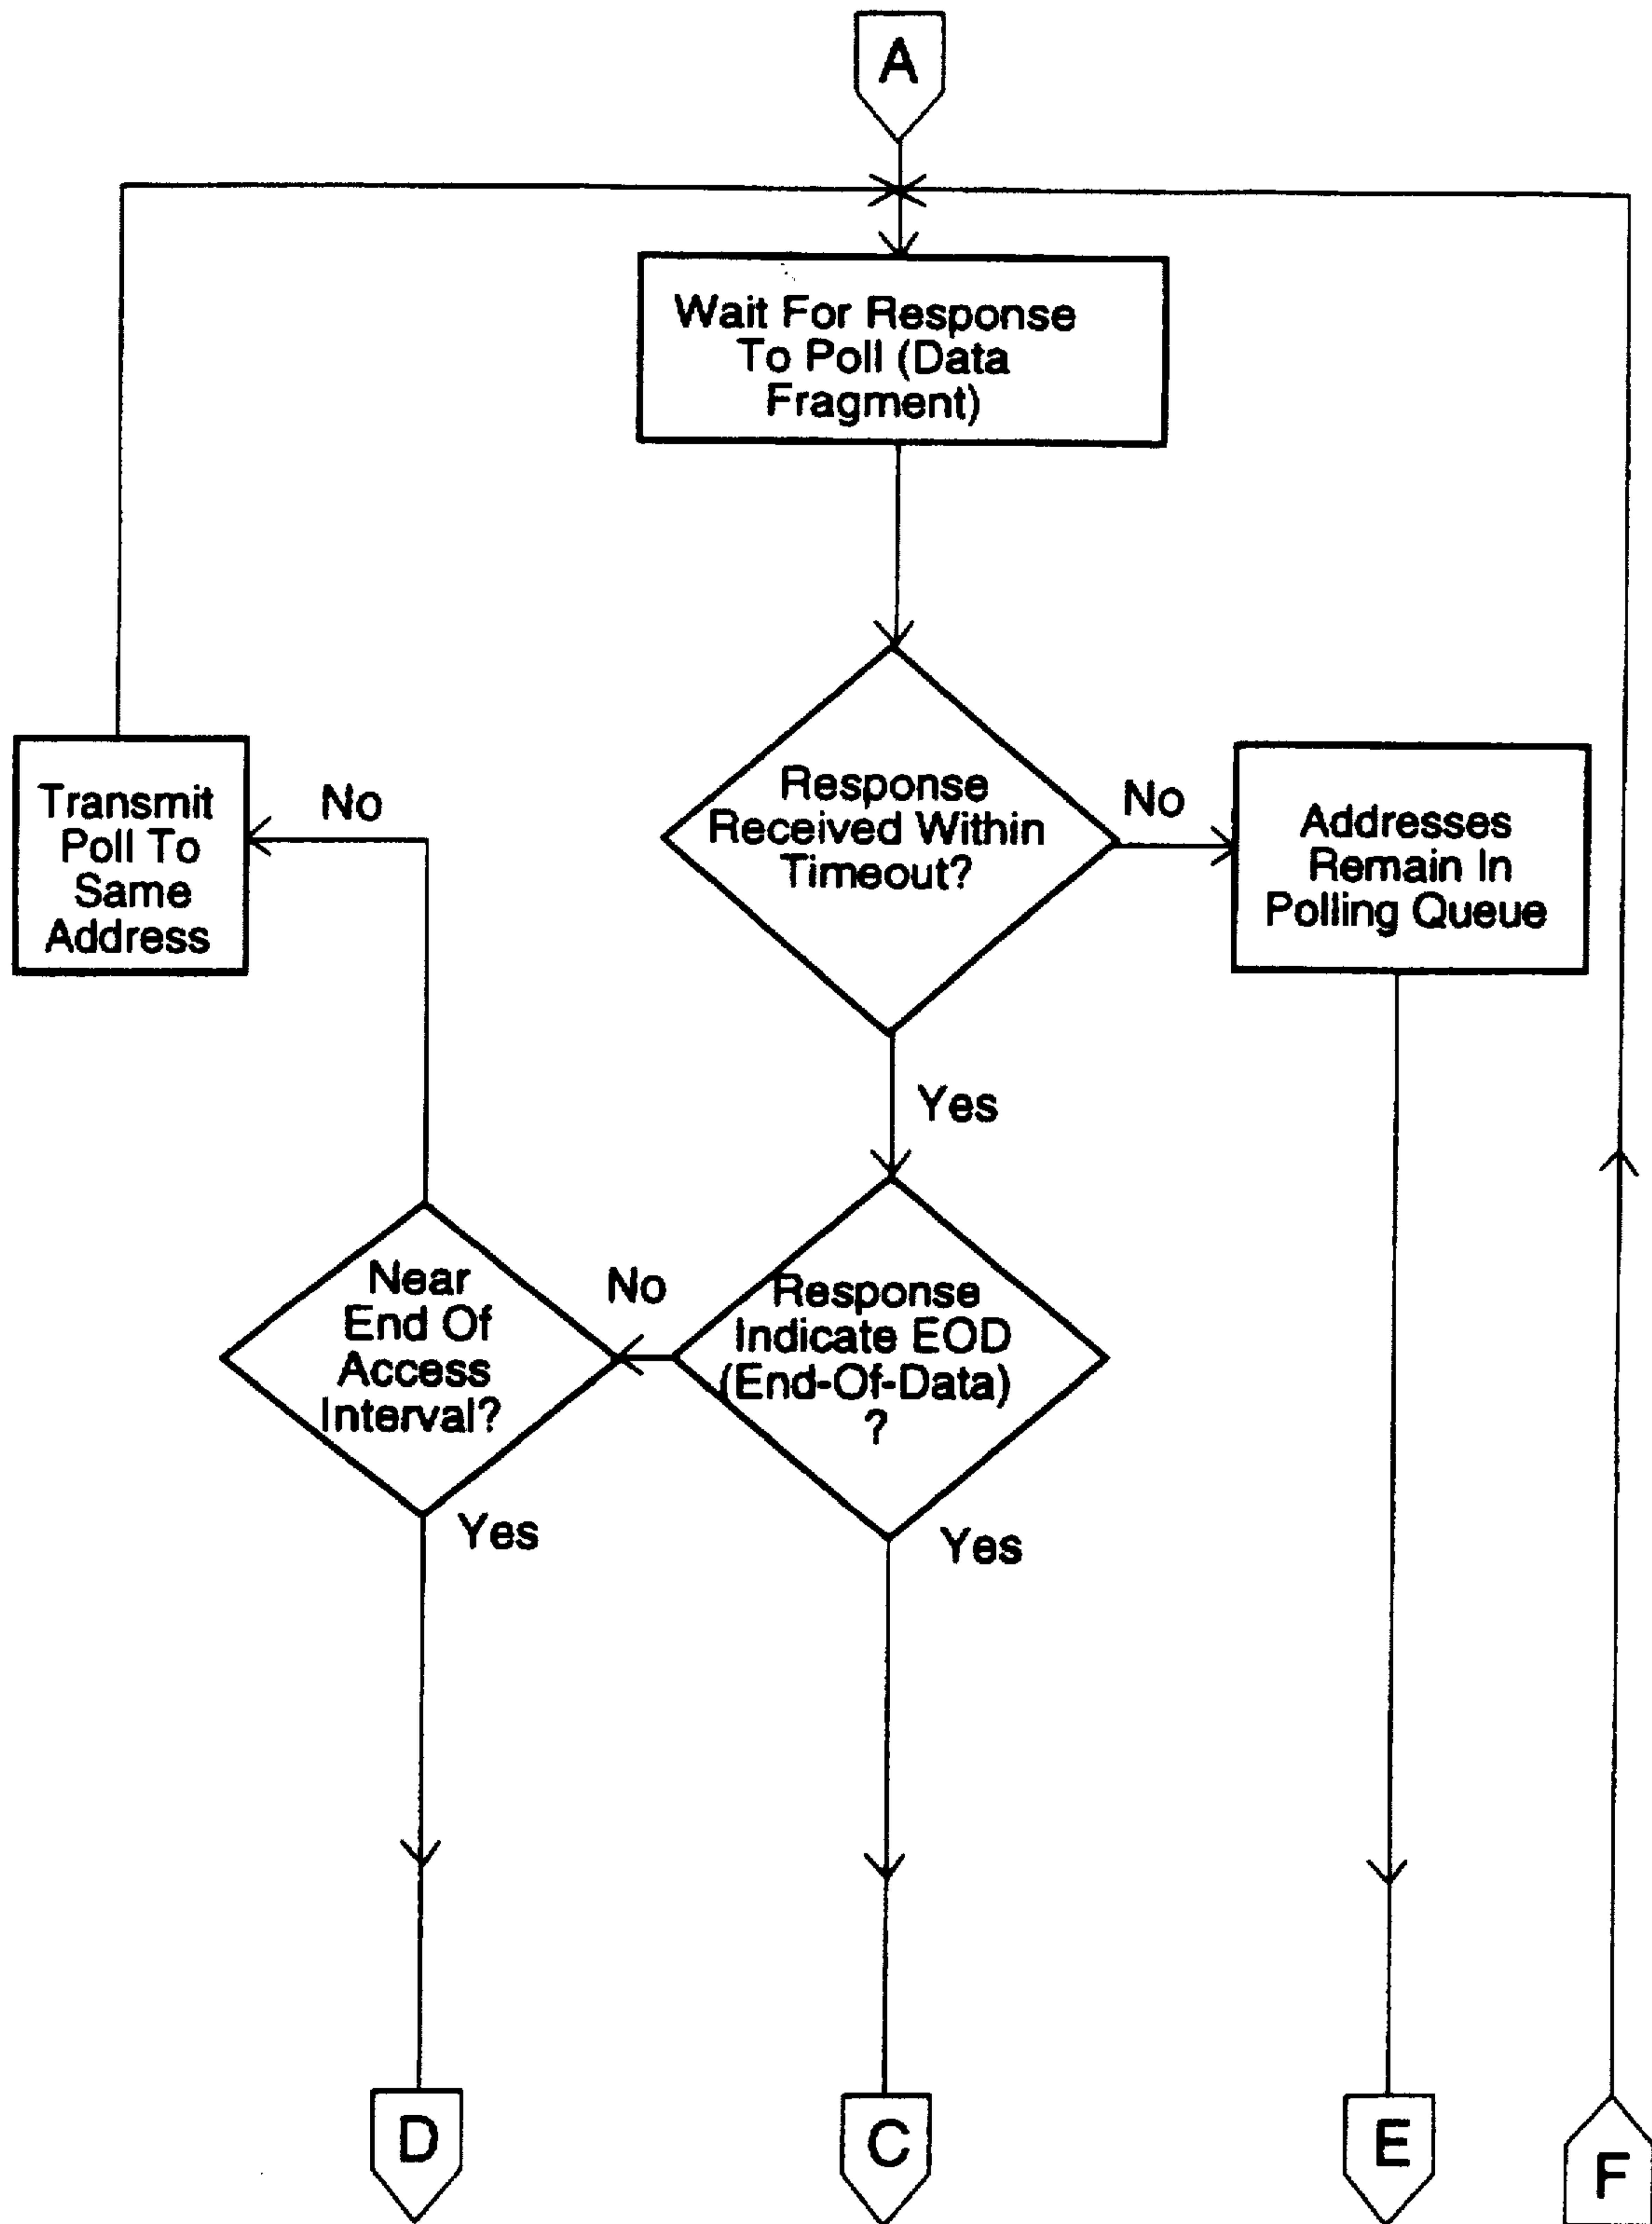 A
Wait For Response
To Poll (Data
Fragment)
Response
Received Within
Timeout?
No
Addresses
Remain In
Polling Queue
Transmit
Poll To
Same
Address
No
Yes
Near
End Of
Access
Interval?
No
Response
Indicate EOD
(End-Of-Data)
?
Yes
Yes
D
C
E
F